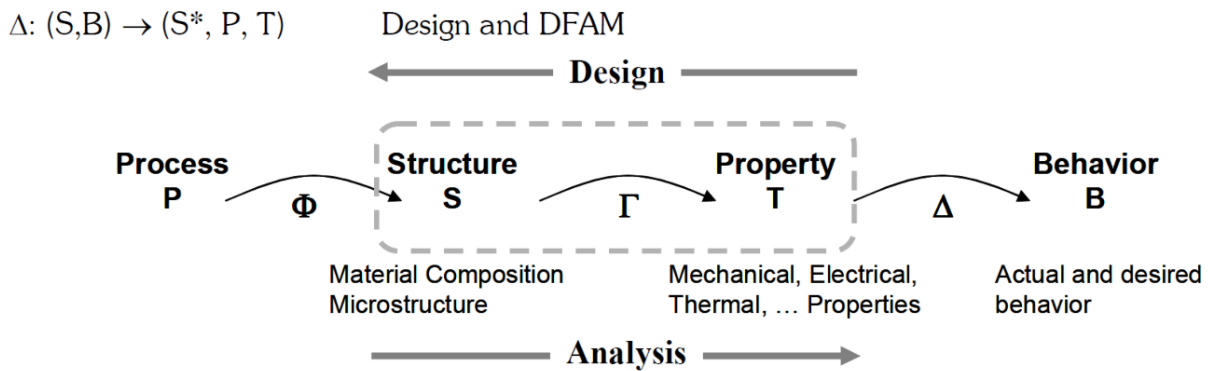 Δ: (S,B) → (S*, P, T) Design and DFAM
Design
Process Structure Property Behavior
P Φ S Γ T Δ B
Material Composition Mechanical, Electrical, Actual and desired
Microstructure Thermal, … Properties behavior
Analysis